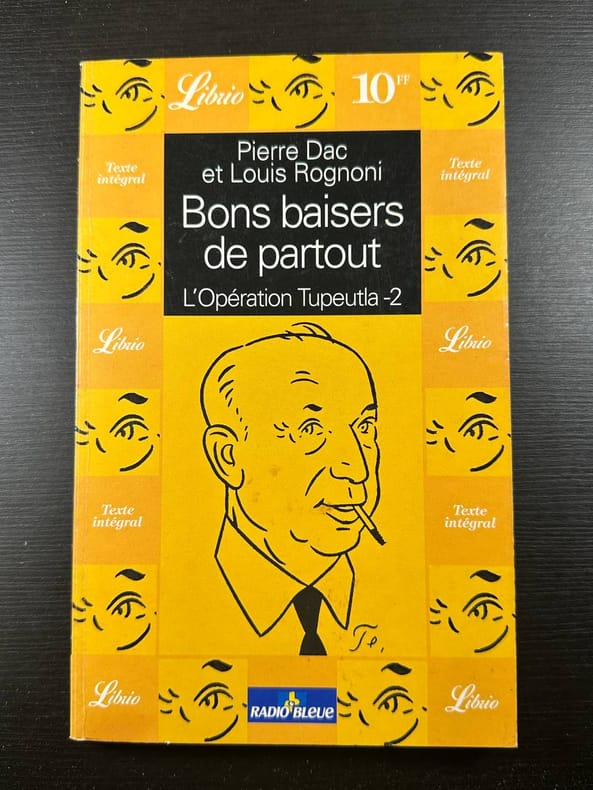 Librio
10FF
Pierre Dac
et Louis Rognoni
Bons baisers
de partout
L'Opération Tupeutla -2
Texte
intégral
Texte
intégral
Librio
Librio
Texte
intégral
Texte
intégral
Te.
Librio
RADIO BLEUE
Librio